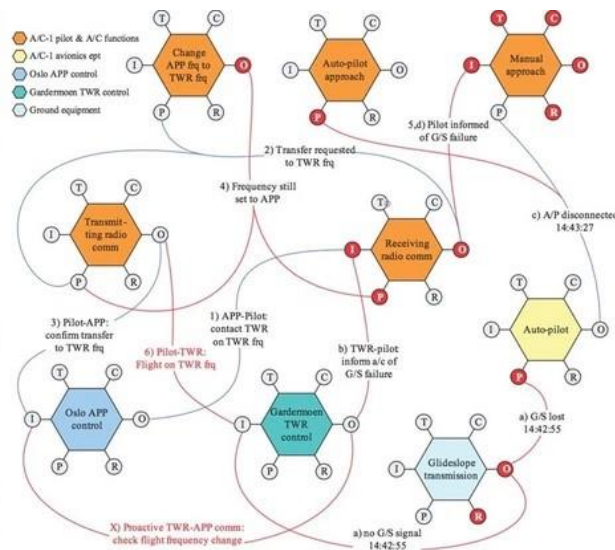 A/C-1 pilot & A/C functions
A/C-1 avionics ept
Oslo APP control
Gardermoen TWR control
Ground equipment
T
C
I
Change
APP frq to
TWR frq
O
P
R
T
C
I
Auto-pilot
approach
O
P
R
T
C
I
Manual
approach
O
P
R
5,d) Pilot informed
of G/S failure
2) Transfer requested
to TWR frq
4) Frequency still
set to APP
c) A/P disconnected
14:43:27
T
C
I
Transmit-
ting radio
comm
O
P
R
T
C
I
Receiving
radio comm
O
P
R
3) Pilot-APP:
confirm transfer
to TWR frq
1) APP-Pilot:
contact TWR
on TWR frq
6) Pilot-TWR:
Flight on TWR frq
b) TWR-pilot
inform a/c of
G/S failure
T
C
I
Auto-pilot
O
P
R
a) G/S lost
14:42:55
T
C
I
Oslo APP
control
O
P
R
T
C
I
Gardermoen
TWR
control
O
P
R
T
C
I
Glideslope
transmission
O
P
R
X) Proactive TWR-APP comm:
check flight frequency change
a) no G/S signal
14:42:55